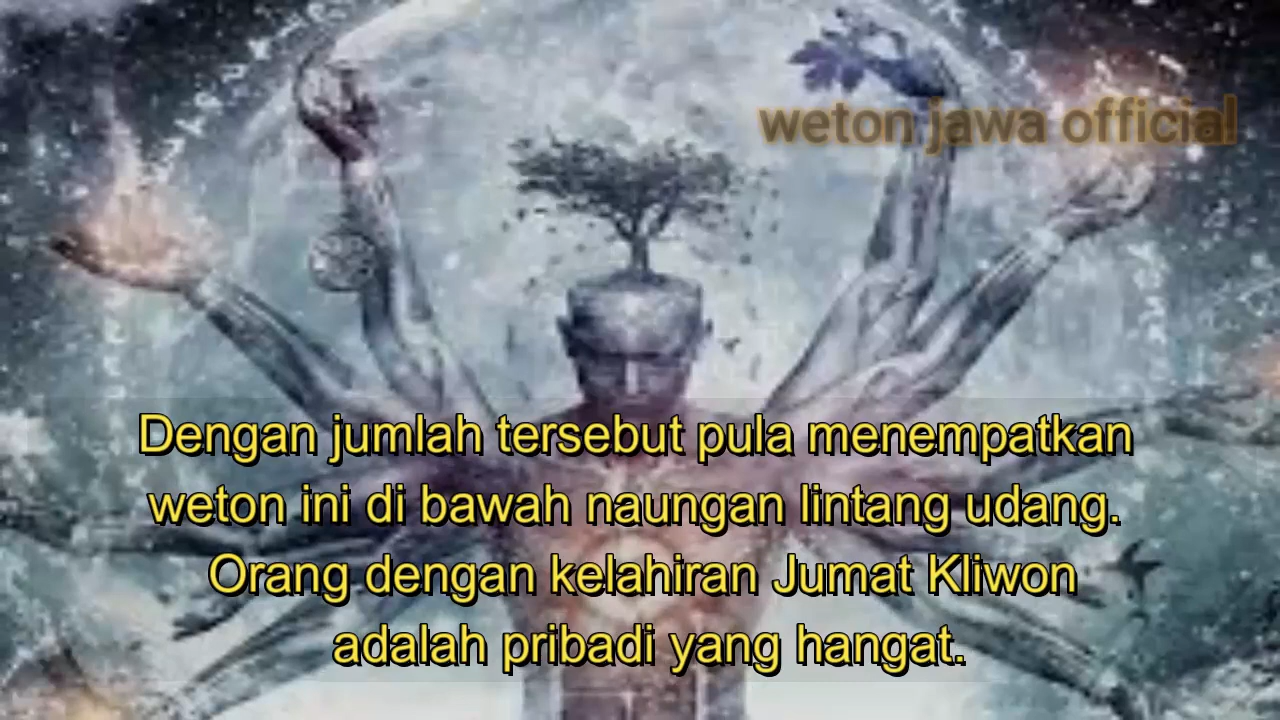 weton jawa official
Dengan jumlah tersebut pula menempatkan
weton ini di bawah naungan lintang udang.
Orang dengan kelahiran Jumat Kliwon
adalah pribadi yang hangat.